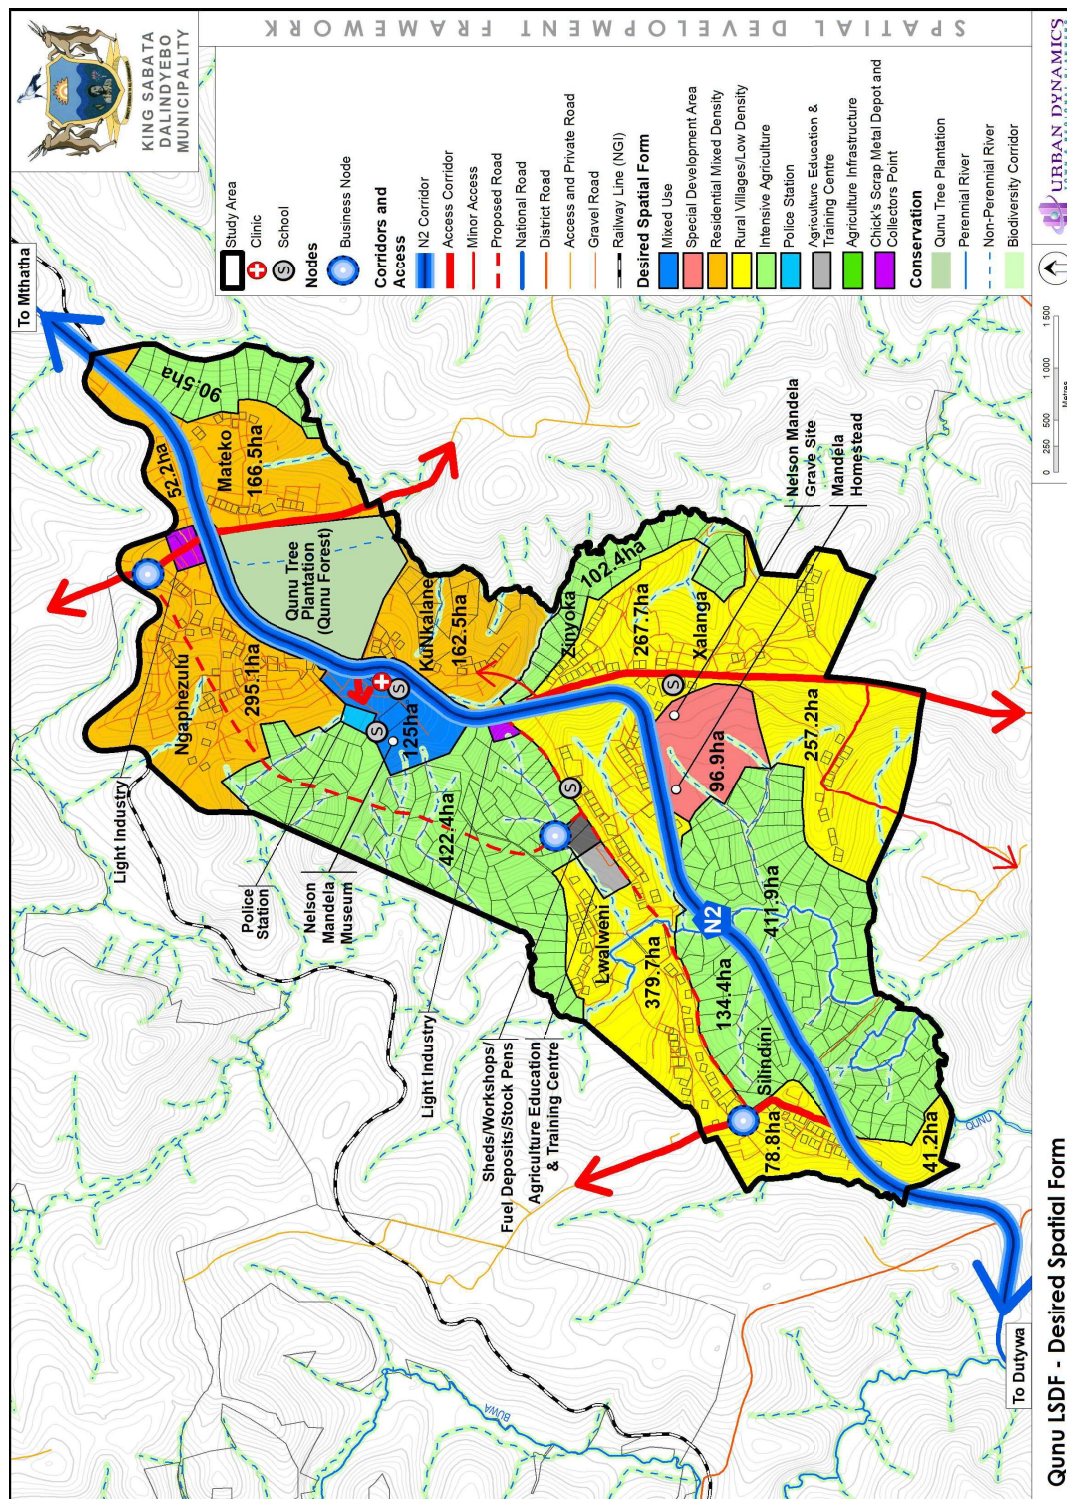 SPATIAL DEVELOPMENT FRAMEWORK
KING SABATA
DALINDYEBO
MUNICIPALITY
Study Area
Clinic
S
School
Nodes
Business Node
Corridors and
Access
N2 Corridor
Access Corridor
Minor Access
Proposed Road
National Road
District Road
Access and Private Road
Gravel Road
Railway Line (NGI)
Desired Spatial Form
Mixed Use
Special Development Area
Residential Mixed Density
Rural Villages/Low Density
Intensive Agriculture
Police Station
Agriculture Education &
Training Centre
Agriculture Infrastructure
Chick's Scrap Metal Depot and
Collectors Point
Conservation
Qunu Tree Plantation
Perennial River
Non-Perennial River
Biodiversity Corridor
URBAN DYNAMICS
0 250 500 1 000 1 500
Metres
To Mthatha
90.5ha
52.2ha
Mateko
166.5ha
Qunu Tree
Plantation
(Qunu Forest)
Ngaphezulu
295.1ha
KuNkalane
162.5ha
S
S
125ha
Light Industry
Police
Station
Nelson
Mandela
Museum
Light Industry
422.4ha
Zinyoka
102.4ha
267.7ha
Xalanga
S
S
Nelson Mandela
Grave Site
Mandela
Homestead
96.9ha
257.2ha
Lwalweni
379.7ha
N2
411.9ha
134.4ha
Silindini
Sheds/Workshops/
Fuel Deposits/Stock Pens
Agriculture Education
& Training Centre
78.8ha
41.2ha
QUNU
BUWA
To Dutywa
Qunu LSDF - Desired Spatial Form